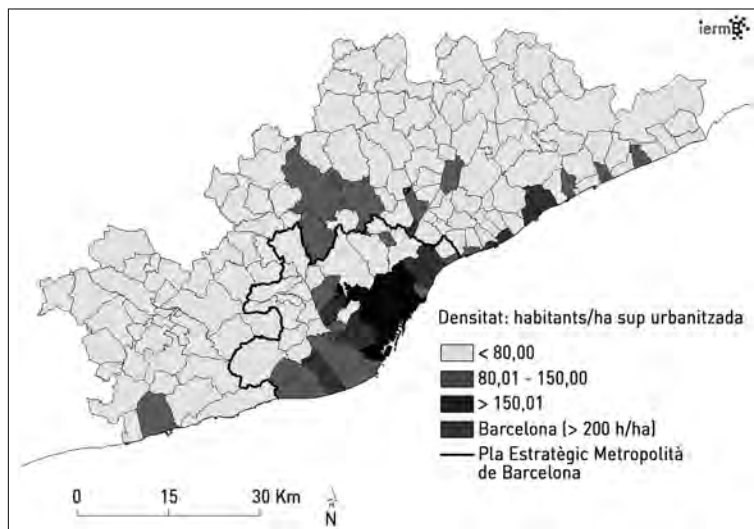 iermb
Densitat: habitants/ha sup urbanitzada
< 80,00
80,01 - 150,00
> 150,01
Barcelona (> 200 h/ha)
Pla Estratègic Metropolità
de Barcelona
0 15 30 Km
N